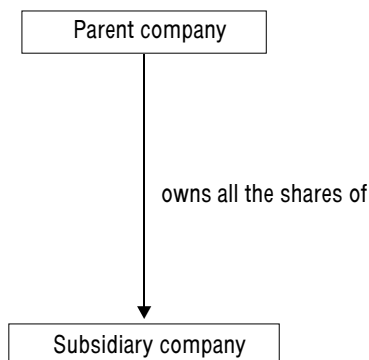 Parent company
owns all the shares of
Subsidiary company